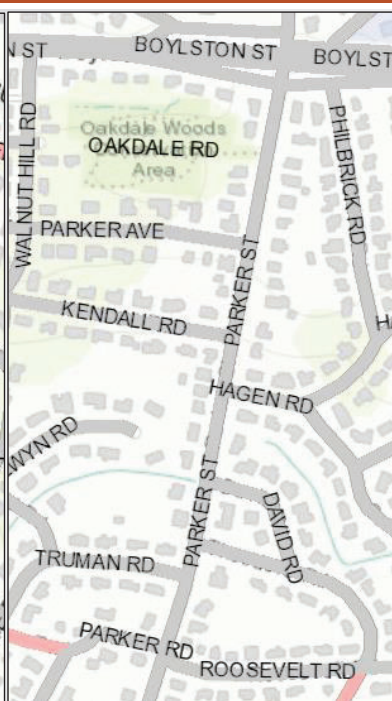 N ST
BOYLSTON ST
BOYLST
WALNUT HILL RD
Oakdale Woods
OAKDALE RD
Area
PHILBRICK RD
PARKER AVE
PARKER ST
KENDALL RD
HAGEN RD
WYN RD
PARKER ST
DAVID RD
TRUMAN RD
PARKER RD
ROOSEVELT RD